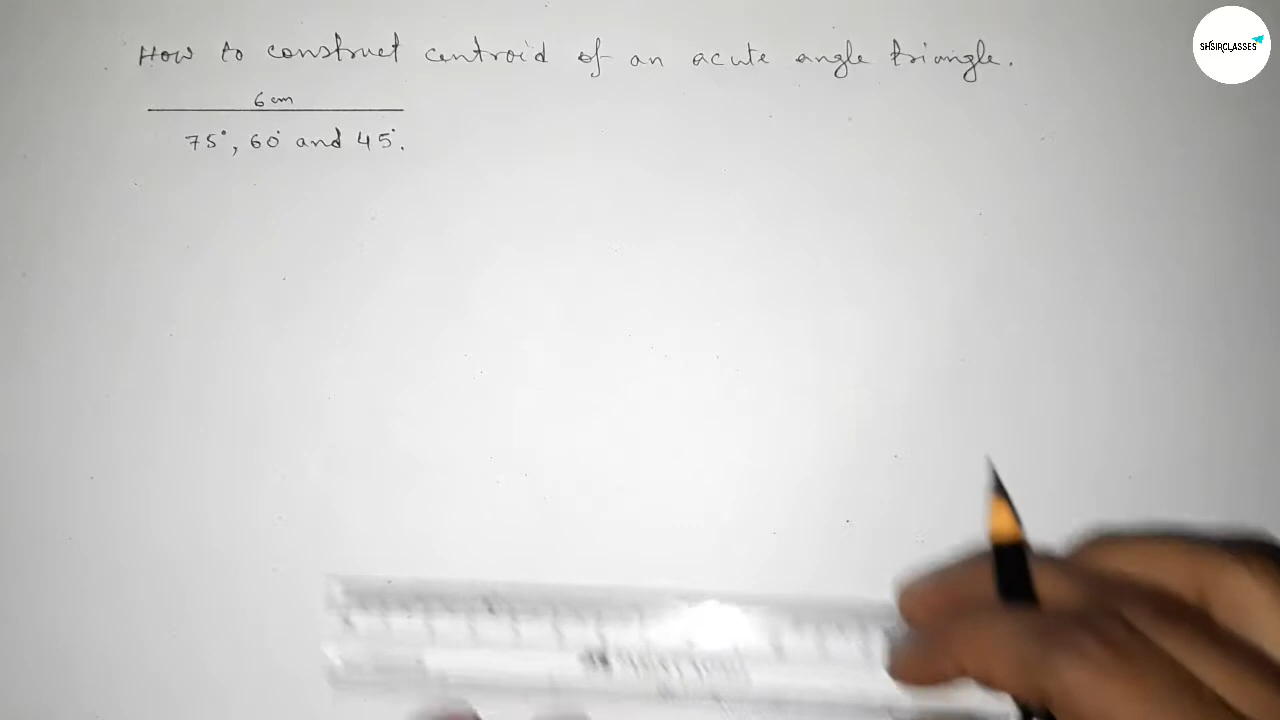 How to construct centroid of an acute angle triangle.
6 cm
75°, 60° and 45°.
SHSIRCLASSES